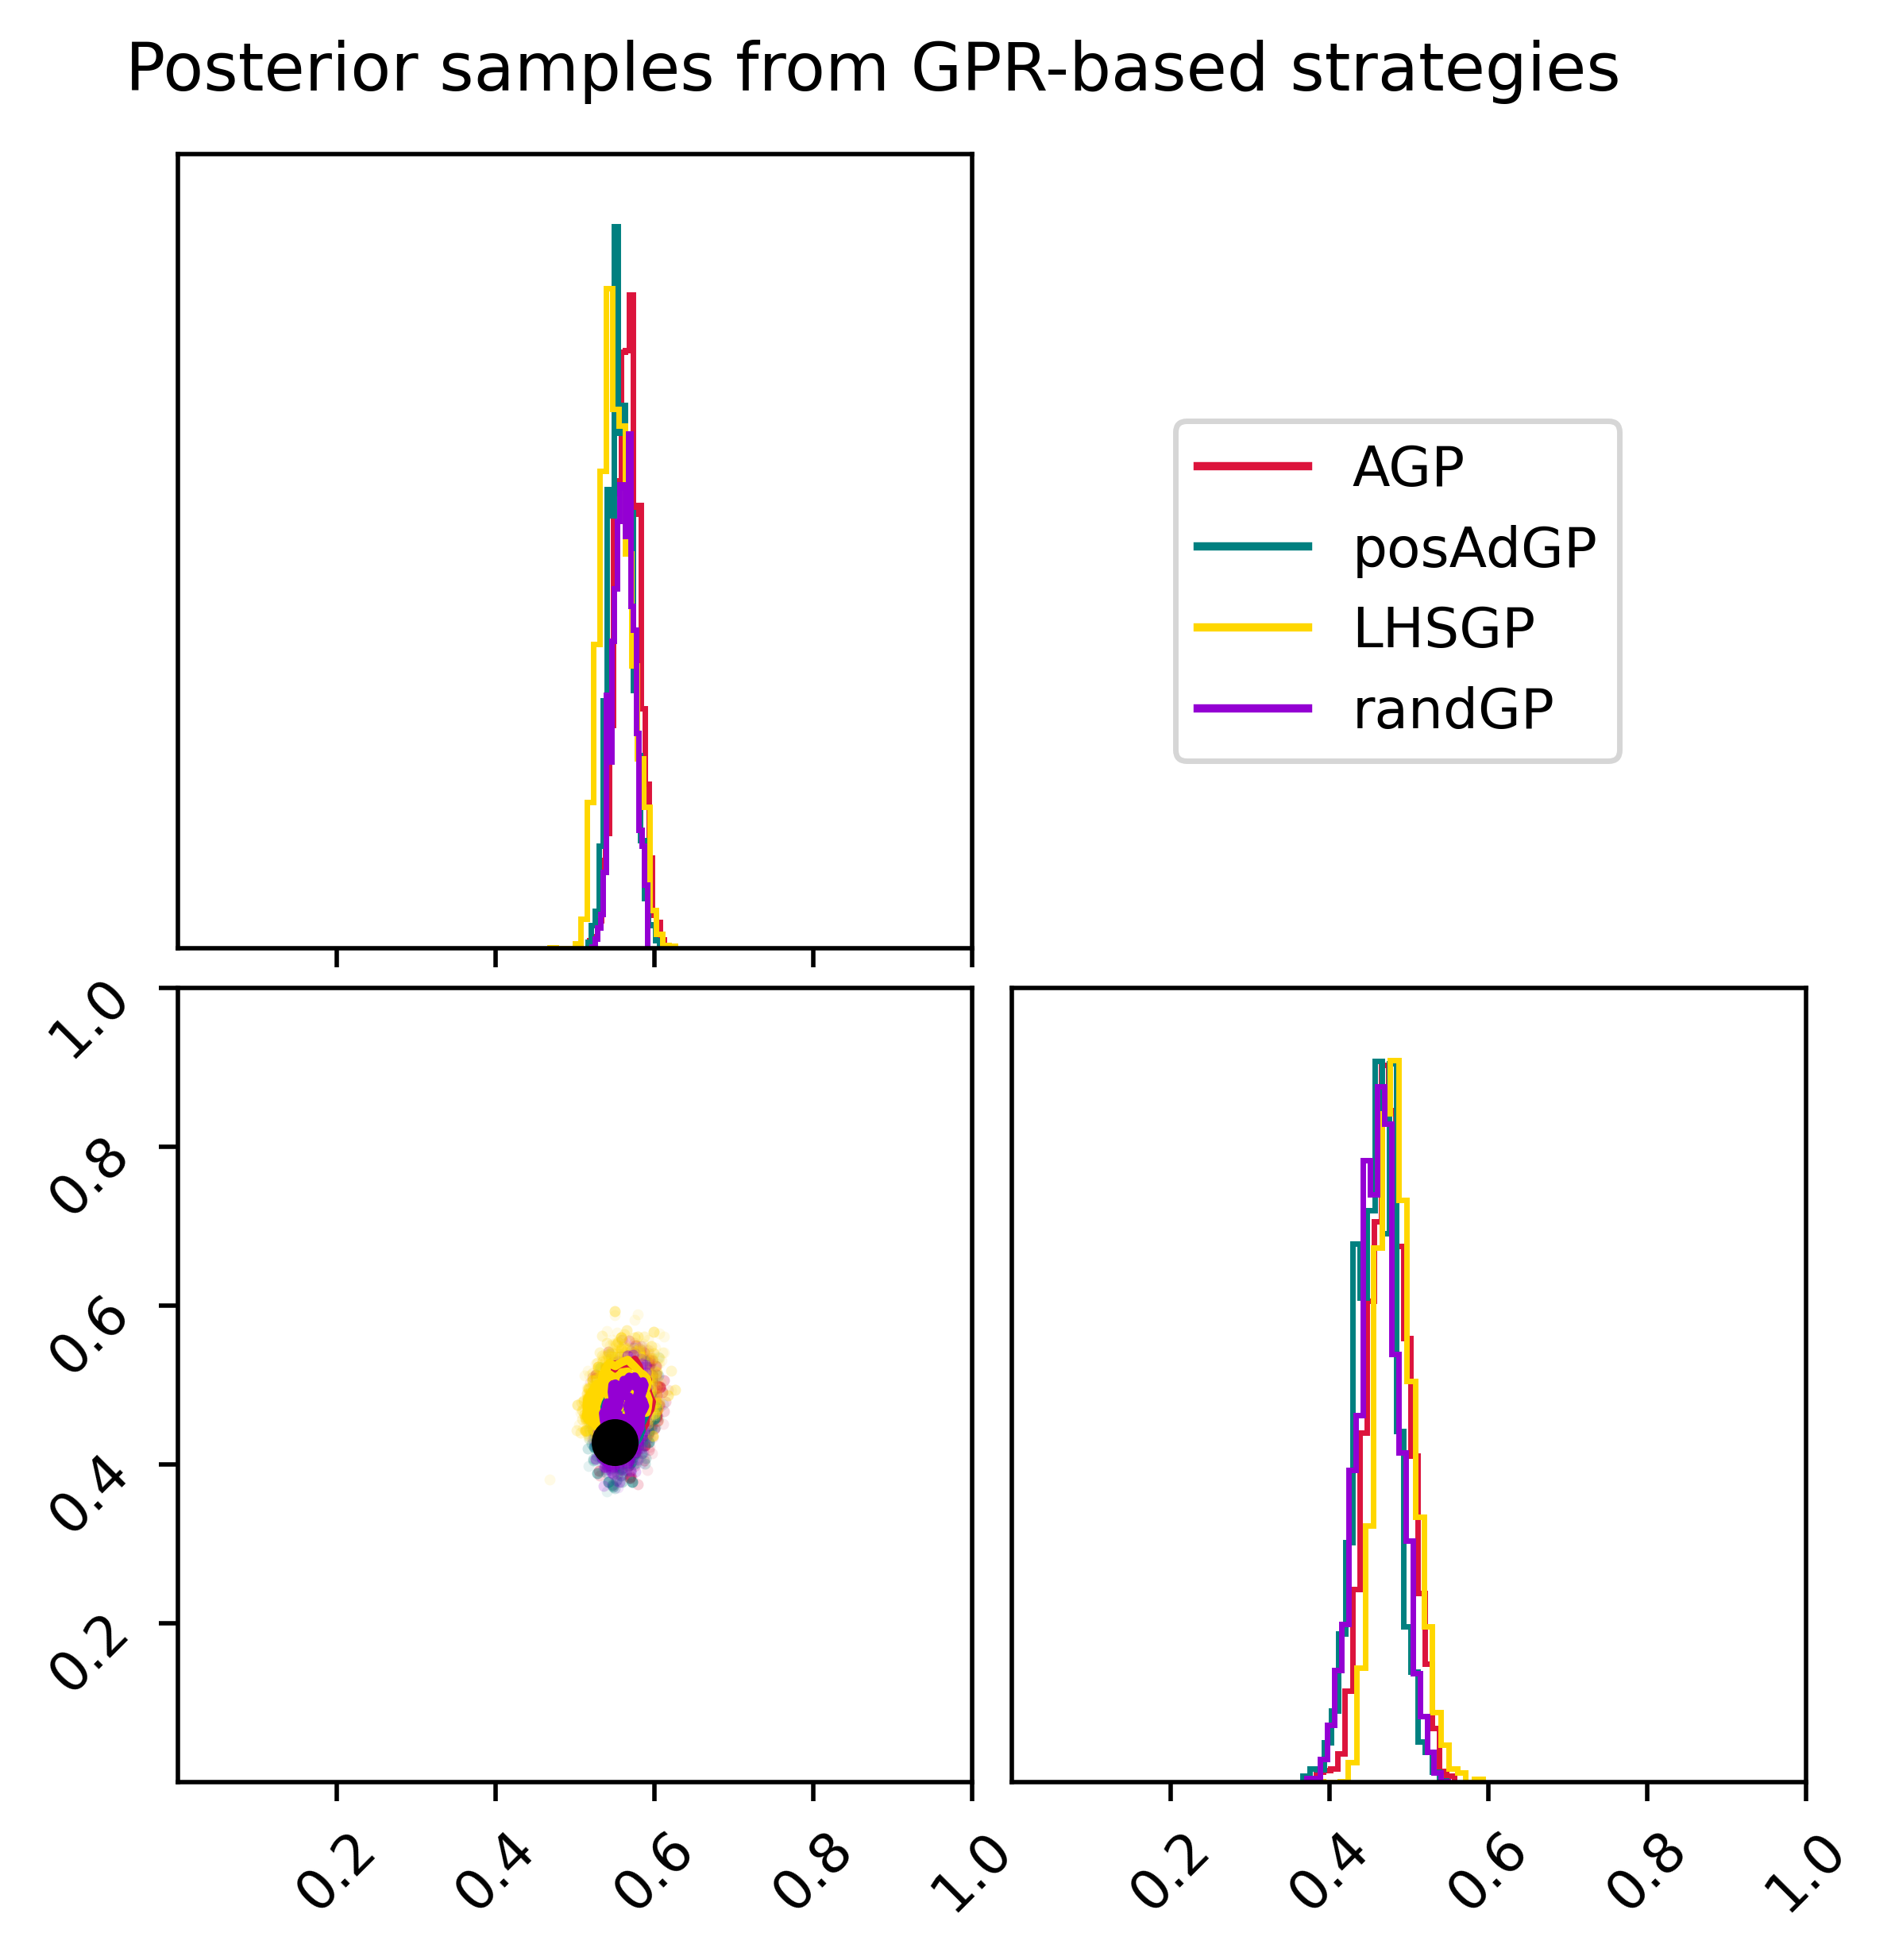 Posterior samples from GPR-based strategies
AGP
posAdGP
LHSGP
randGP
1.0
0.8
0.6
0.4
0.2
0.2 0.4 0.6 0.8 1.0
0.2 0.4 0.6 0.8 1.0